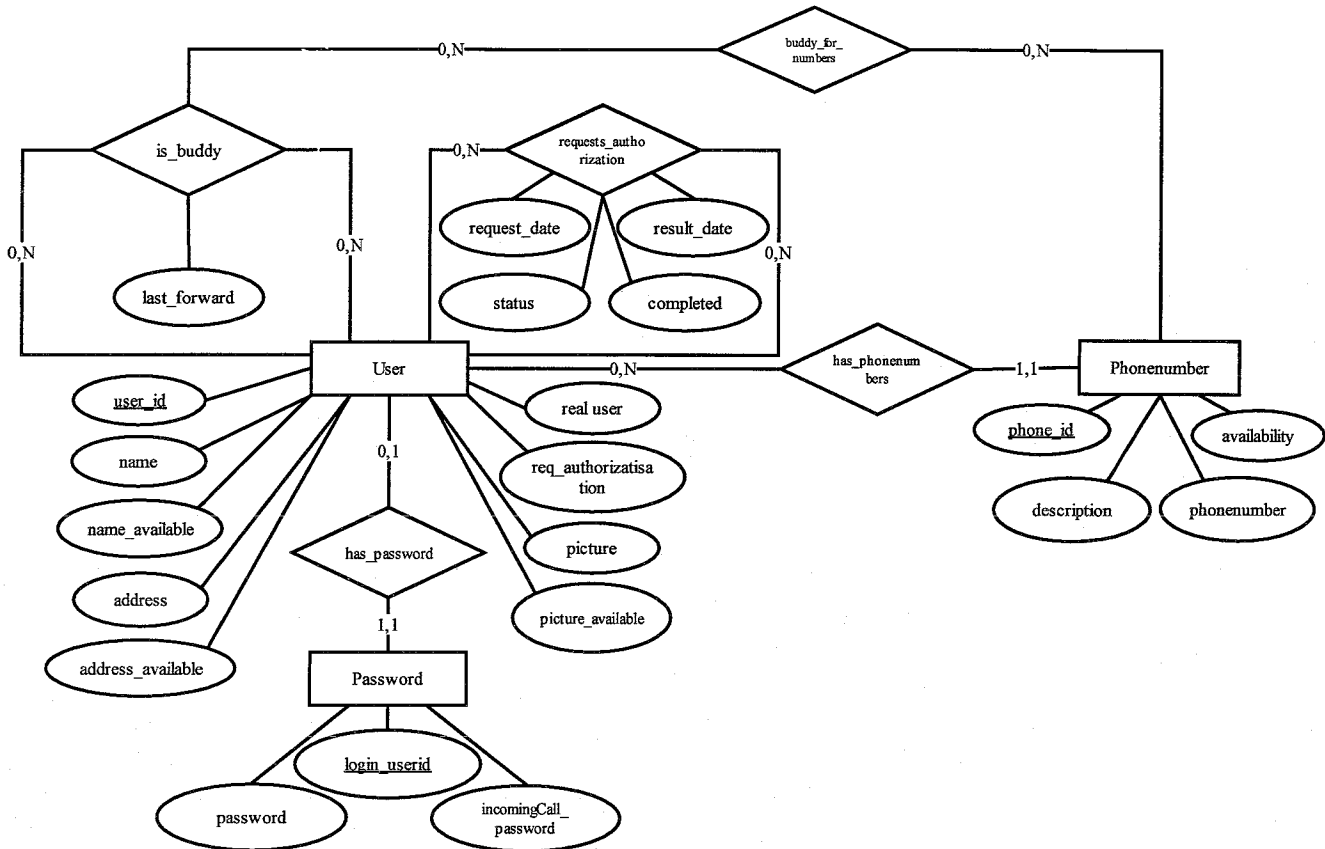 buddy_for_
numbers
0,N
0,N
is_buddy
requests_autho
rization
0,N
request_date
result_date
0,N
0,N
0,N
last_forward
status
completed
User
has_phonenum
bers
0,N
1,1
Phonenumber
user_id
real user
phone_id
availability
name
0,1
req_authorizatisa
tion
name_available
description
phonenumber
has_password
picture
address
picture_available
1,1
address_available
Password
login_userid
password
incomingCall_
password